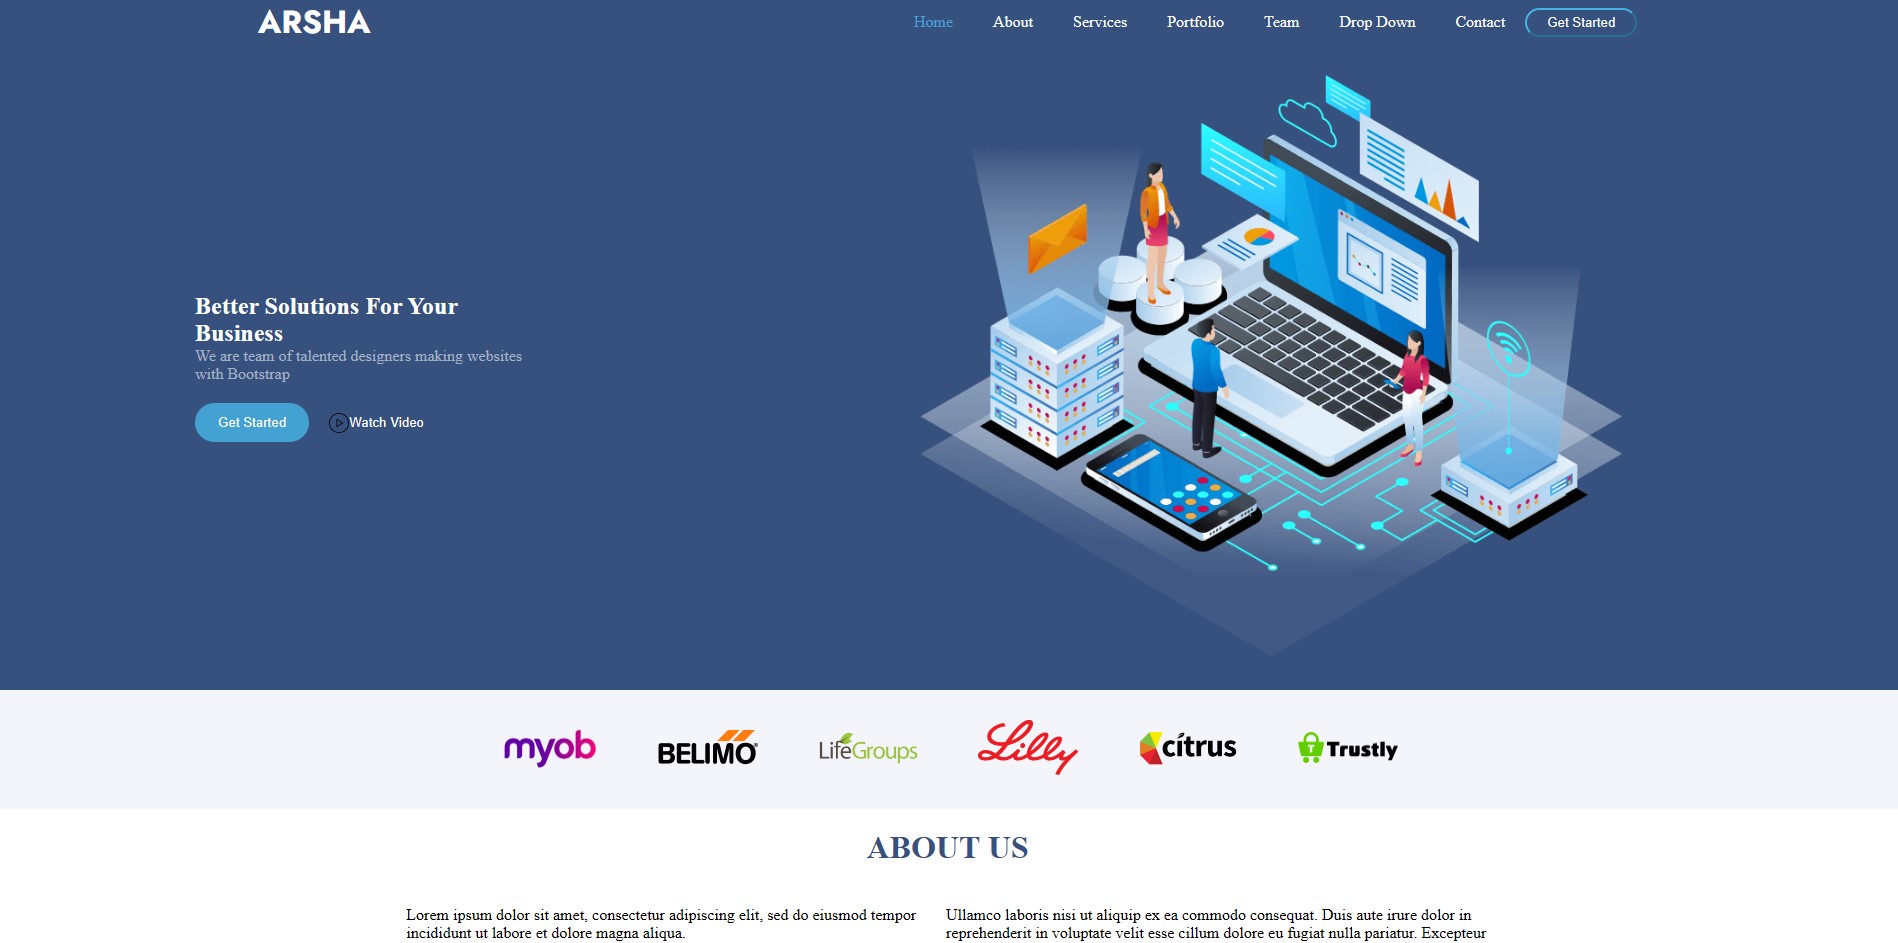 ARSHA
Home About Services Portfolio Team Drop Down Contact Get Started
Better Solutions For Your
Business
We are team of talented designers making websites
with Bootstrap
Get Started Watch Video
myob BELIMO LifeGroups Lilly citrus Trustly
ABOUT US
Lorem ipsum dolor sit amet, consectetur adipiscing elit, sed do eiusmod tempor
incididunt ut labore et dolore magna aliqua.
Ullamco laboris nisi ut aliquip ex ea commodo consequat. Duis aute irure dolor in
reprehenderit in voluptate velit esse cillum dolore eu fugiat nulla pariatur. Excepteur